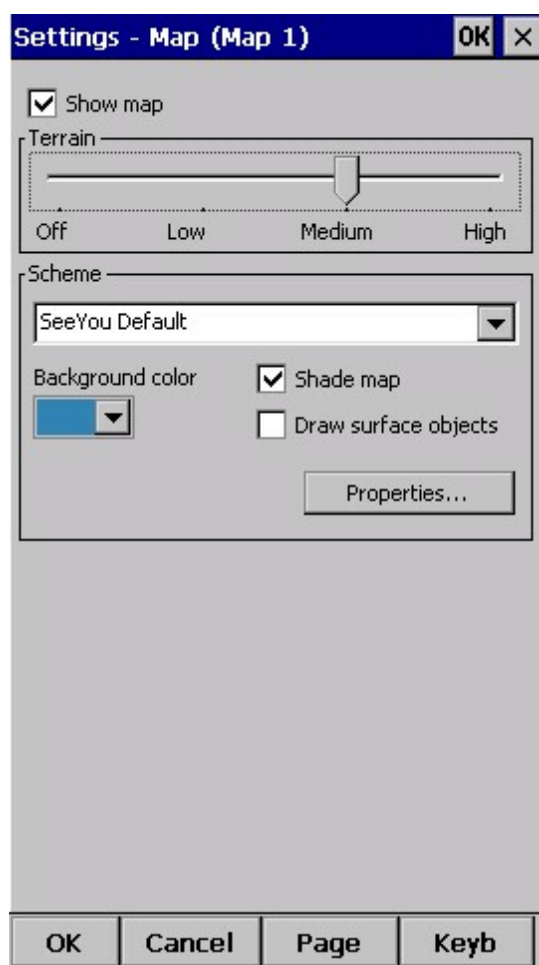 Settings - Map (Map 1) OK
Show map
Terrain
Off Low Medium High
Scheme
SeeYou Default
Background color Shade map
Draw surface objects
Properties...
OK Cancel Page Keyb